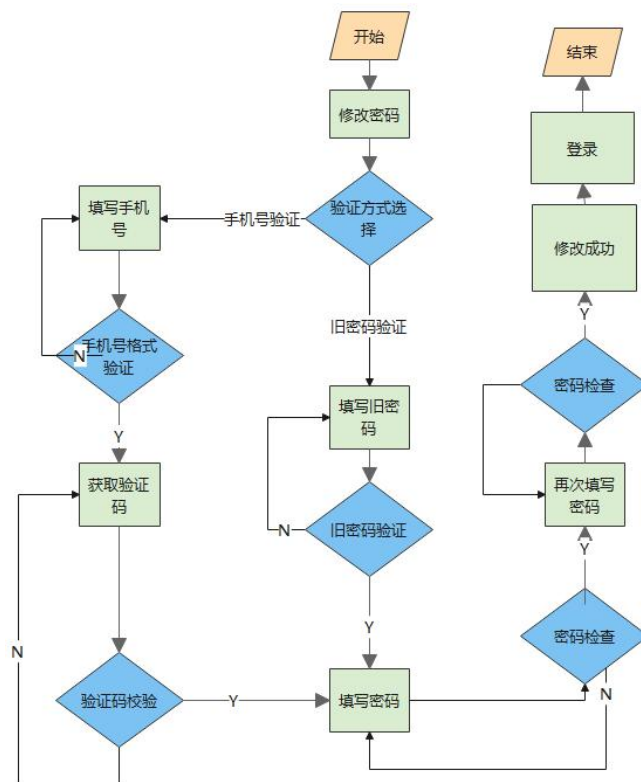 开始
结束
修改密码
登录
填写手机
号
手机号验证
验证方式选
择
修改成功
旧密码验证
Y
N
手机号格式
验证
密码检查
填写旧密
码
Y
获取验证
码
再次填写
密码
N
旧密码验证
Y
Y
密码检查
N
验证码校验
Y
填写密码
N